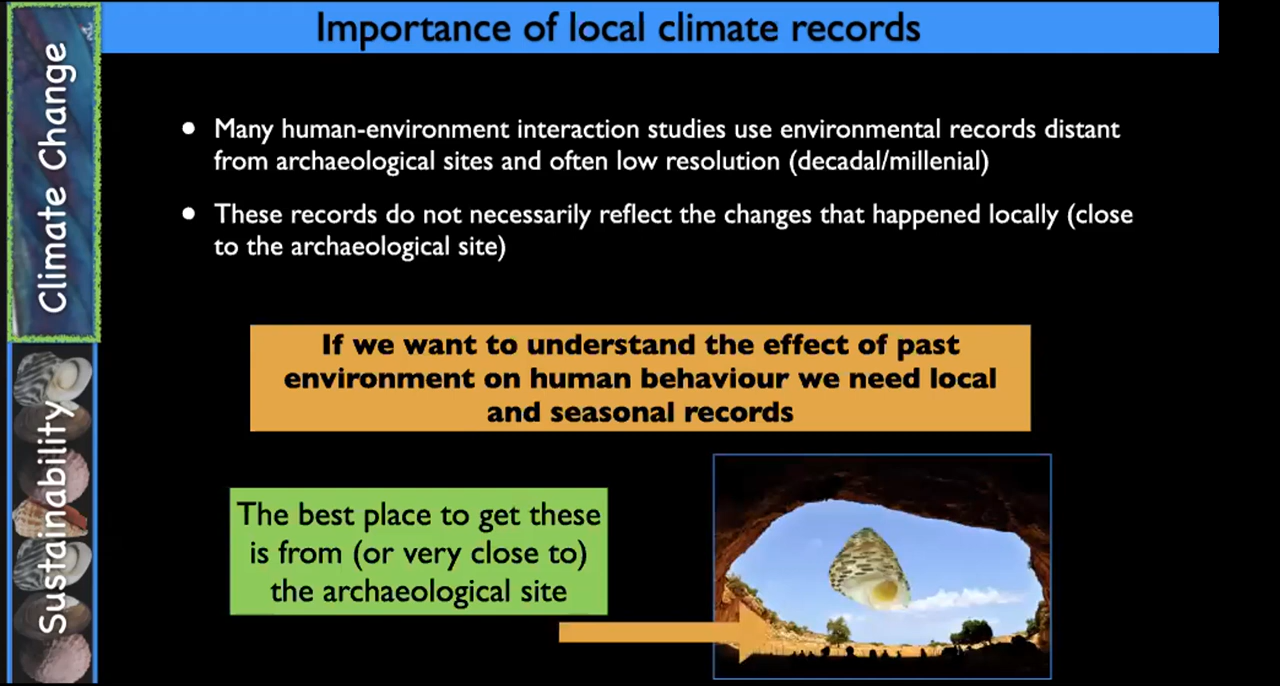 Importance of local climate records
Climate Change
Sustainability
● Many human-environment interaction studies use environmental records distant
from archaeological sites and often low resolution (decadal/millenial)
● These records do not necessarily reflect the changes that happened locally (close
to the archaeological site)
If we want to understand the effect of past
environment on human behaviour we need local
and seasonal records
The best place to get these
is from (or very close to)
the archaeological site